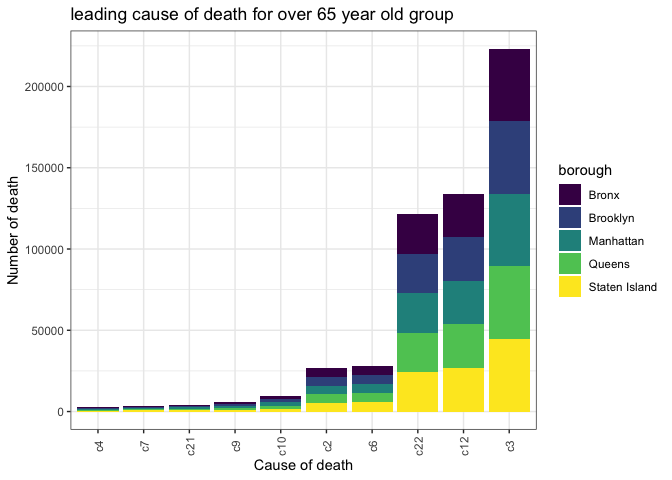 leading cause of death for over 65 year old group
Number of death
200000
150000
100000
50000
0
c4 c7 c21 c9 c10 c2 c6 c22 c12 c3
Cause of death
borough
Bronx
Brooklyn
Manhattan
Queens
Staten Island